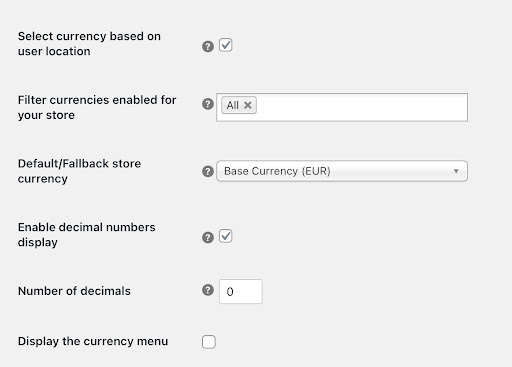 Select currency based on
user location
?
Filter currencies enabled for
your store
? All ×
Default/Fallback store
currency
? Base Currency (EUR)
Enable decimal numbers
display
?
Number of decimals ? 0
Display the currency menu